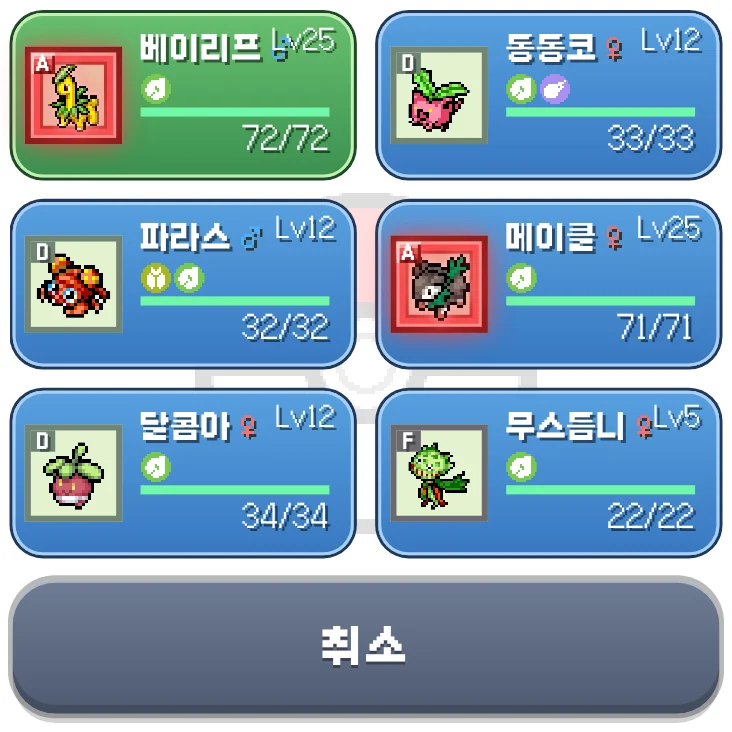 A 베이리프 ♂ Lv25
72/72
D 동동코 ♀ Lv12
33/33
D 파라스 ♂ Lv12
32/32
A 메이클 ♀ Lv25
71/71
D 달콤아 ♀ Lv12
34/34
F 무스틈니 ♀ Lv5
22/22
취소